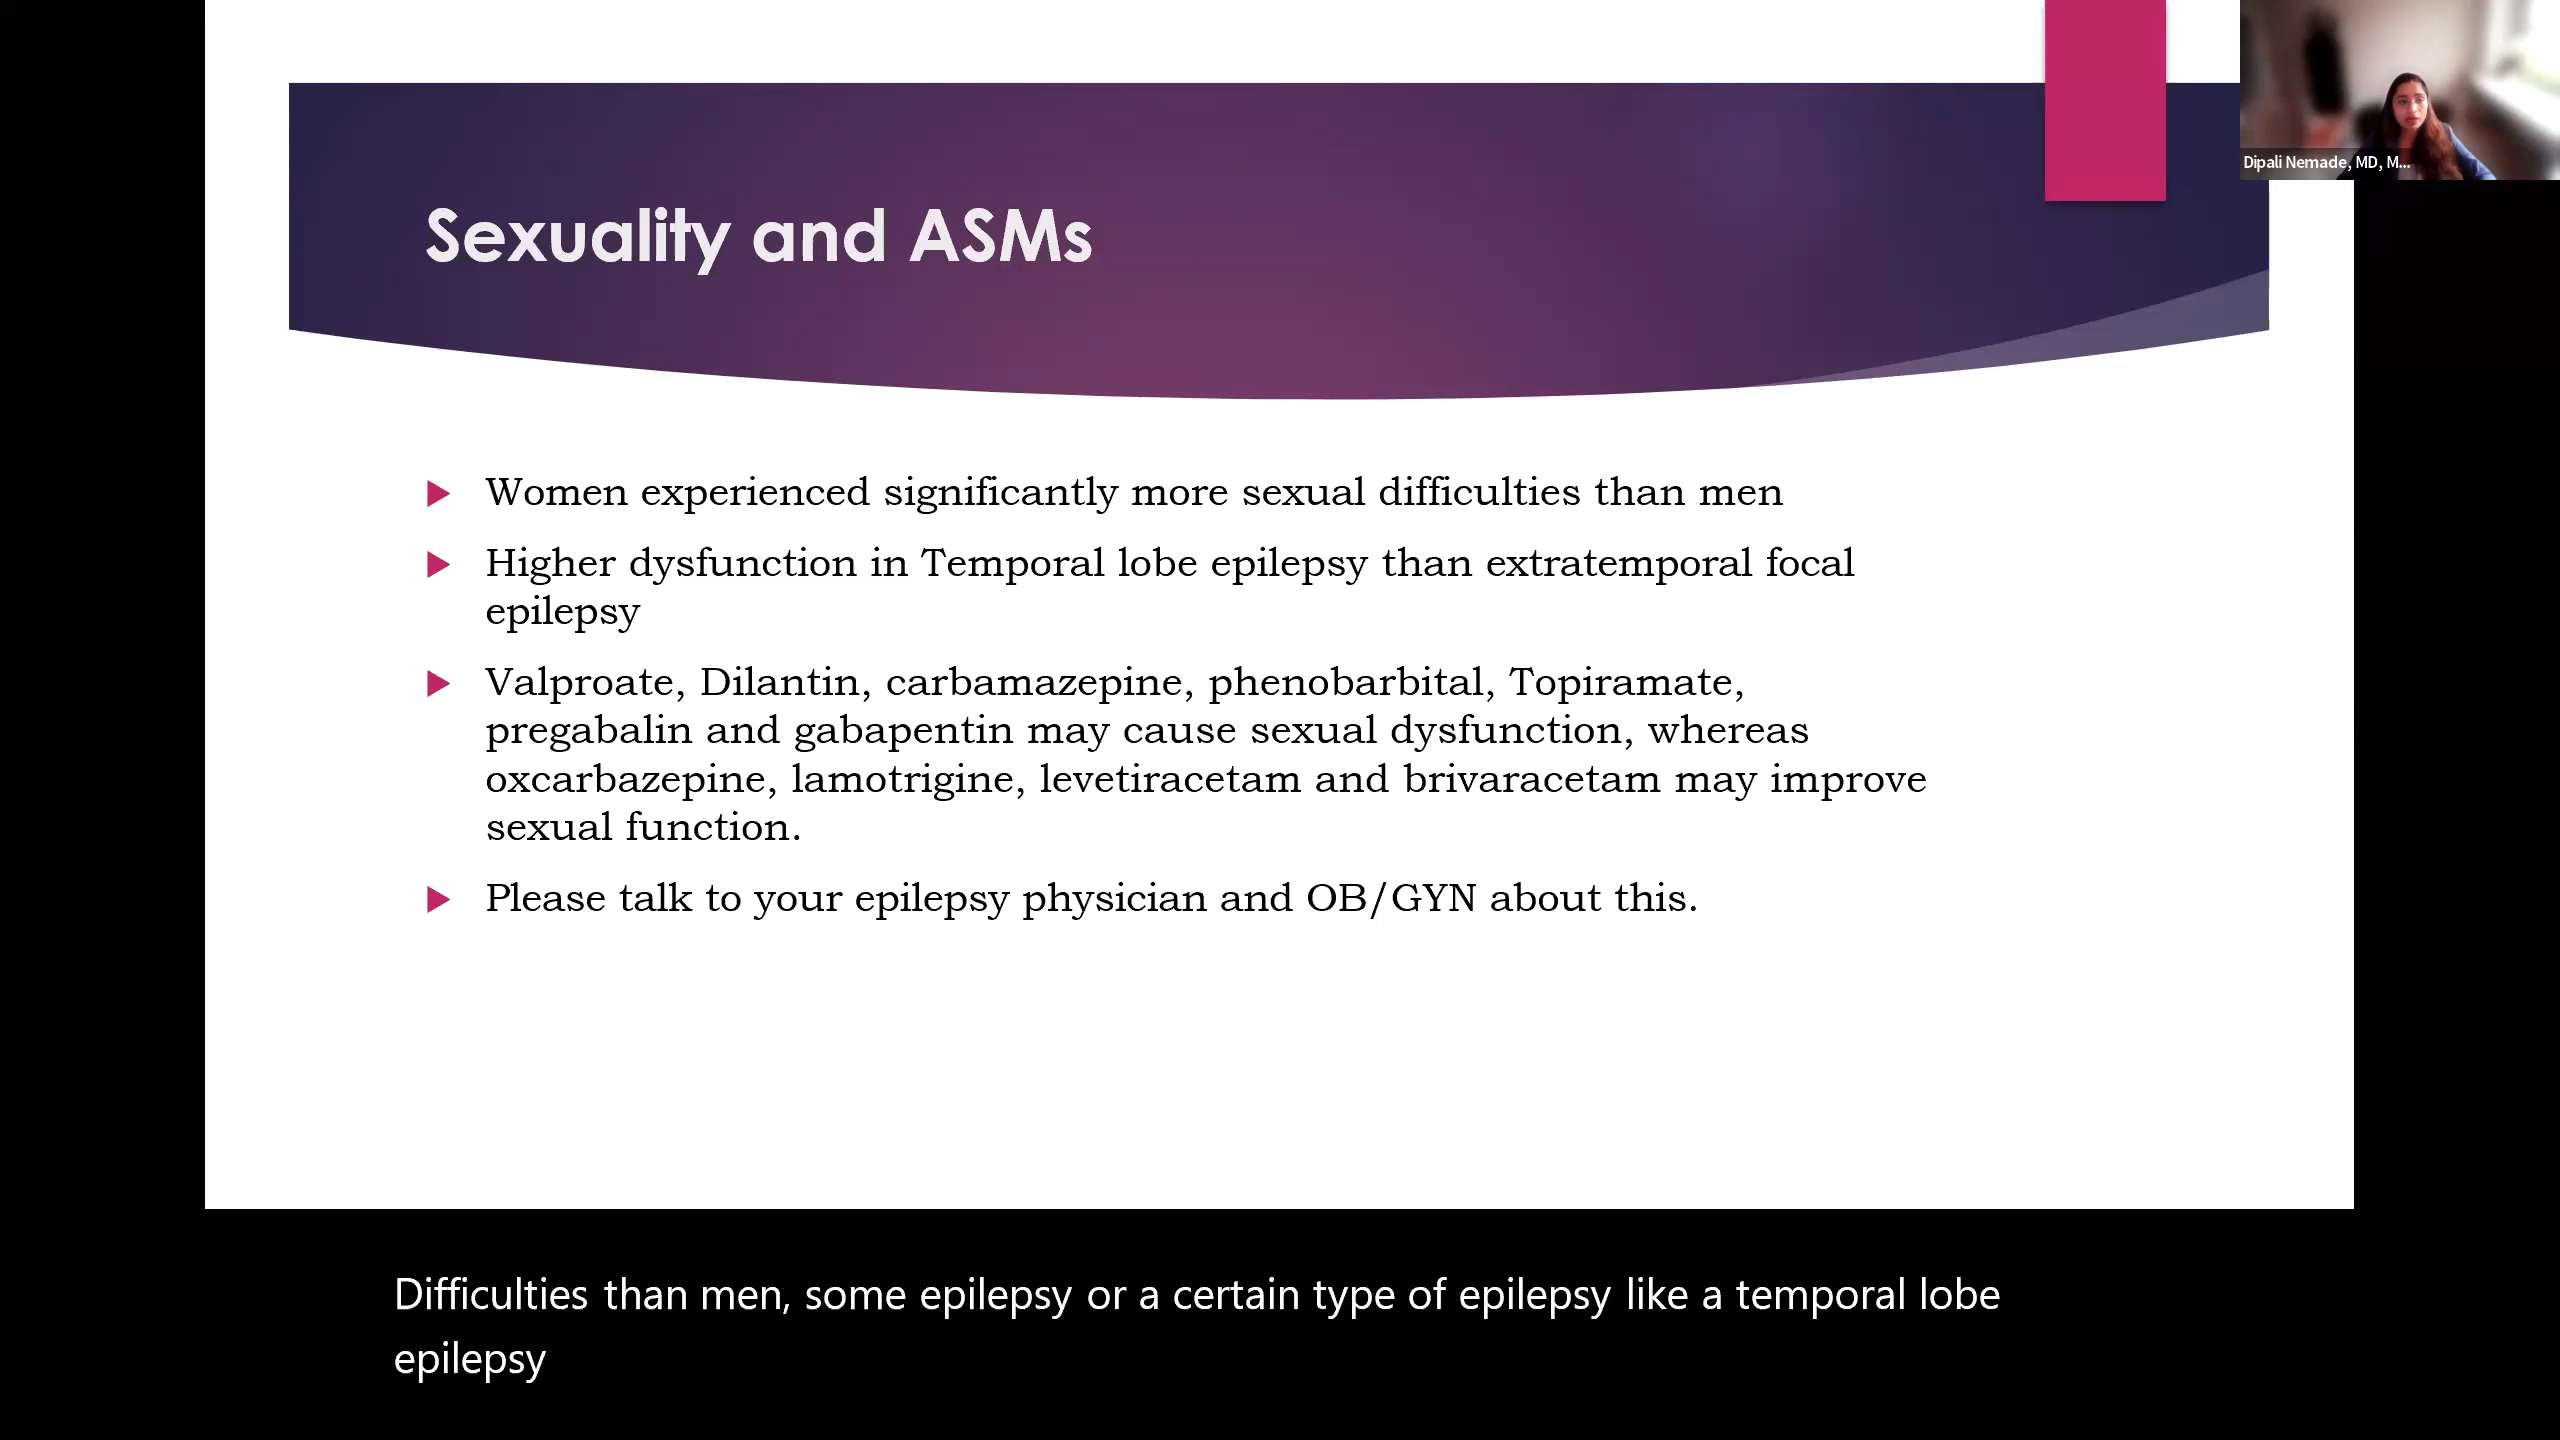 Dipali Nemade, MD, M...
Sexuality and ASMs
Women experienced significantly more sexual difficulties than men
Higher dysfunction in Temporal lobe epilepsy than extratemporal focal
epilepsy
Valproate, Dilantin, carbamazepine, phenobarbital, Topiramate,
pregabalin and gabapentin may cause sexual dysfunction, whereas
oxcarbazepine, lamotrigine, levetiracetam and brivaracetam may improve
sexual function.
Please talk to your epilepsy physician and OB/GYN about this.
Difficulties than men, some epilepsy or a certain type of epilepsy like a temporal lobe
epilepsy